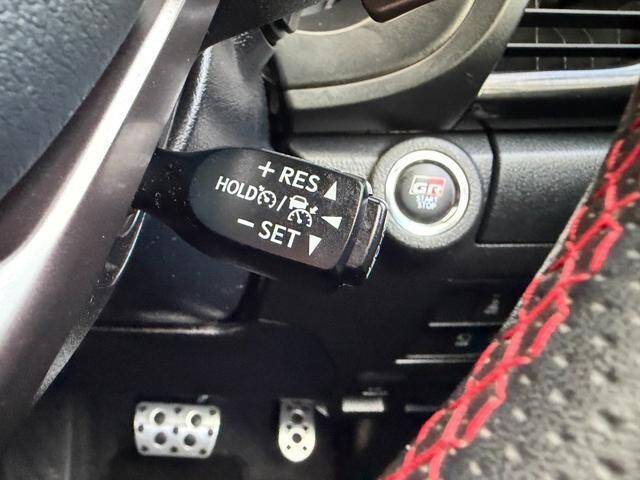 + RES
HOLD /
- SET
GR
START
STOP